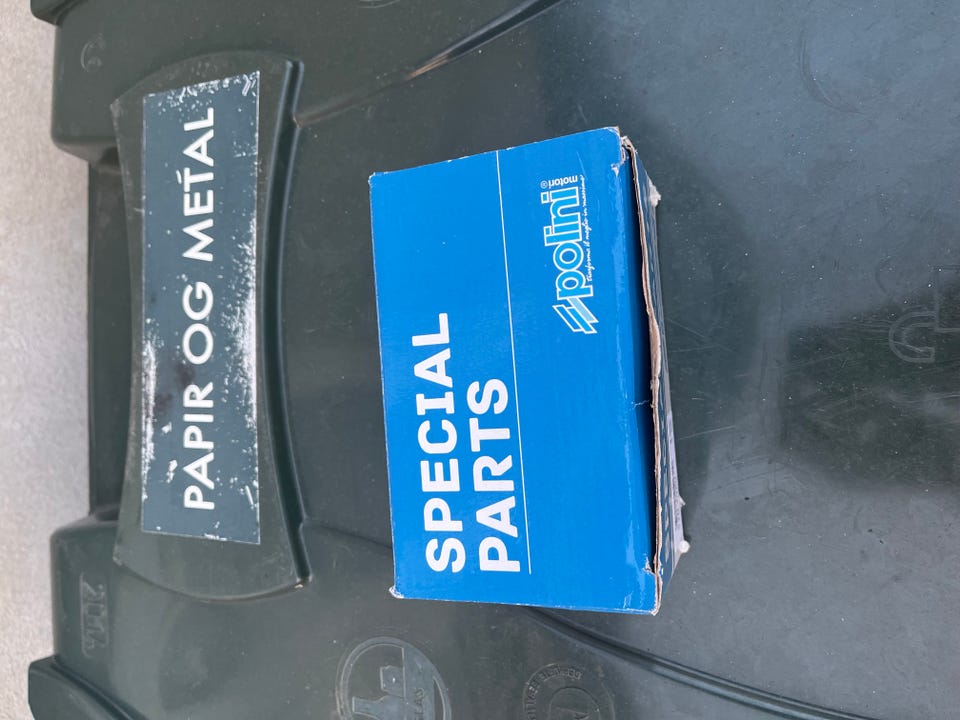 PAPIR OG METAL
SPECIAL
PARTS
polini
motori®